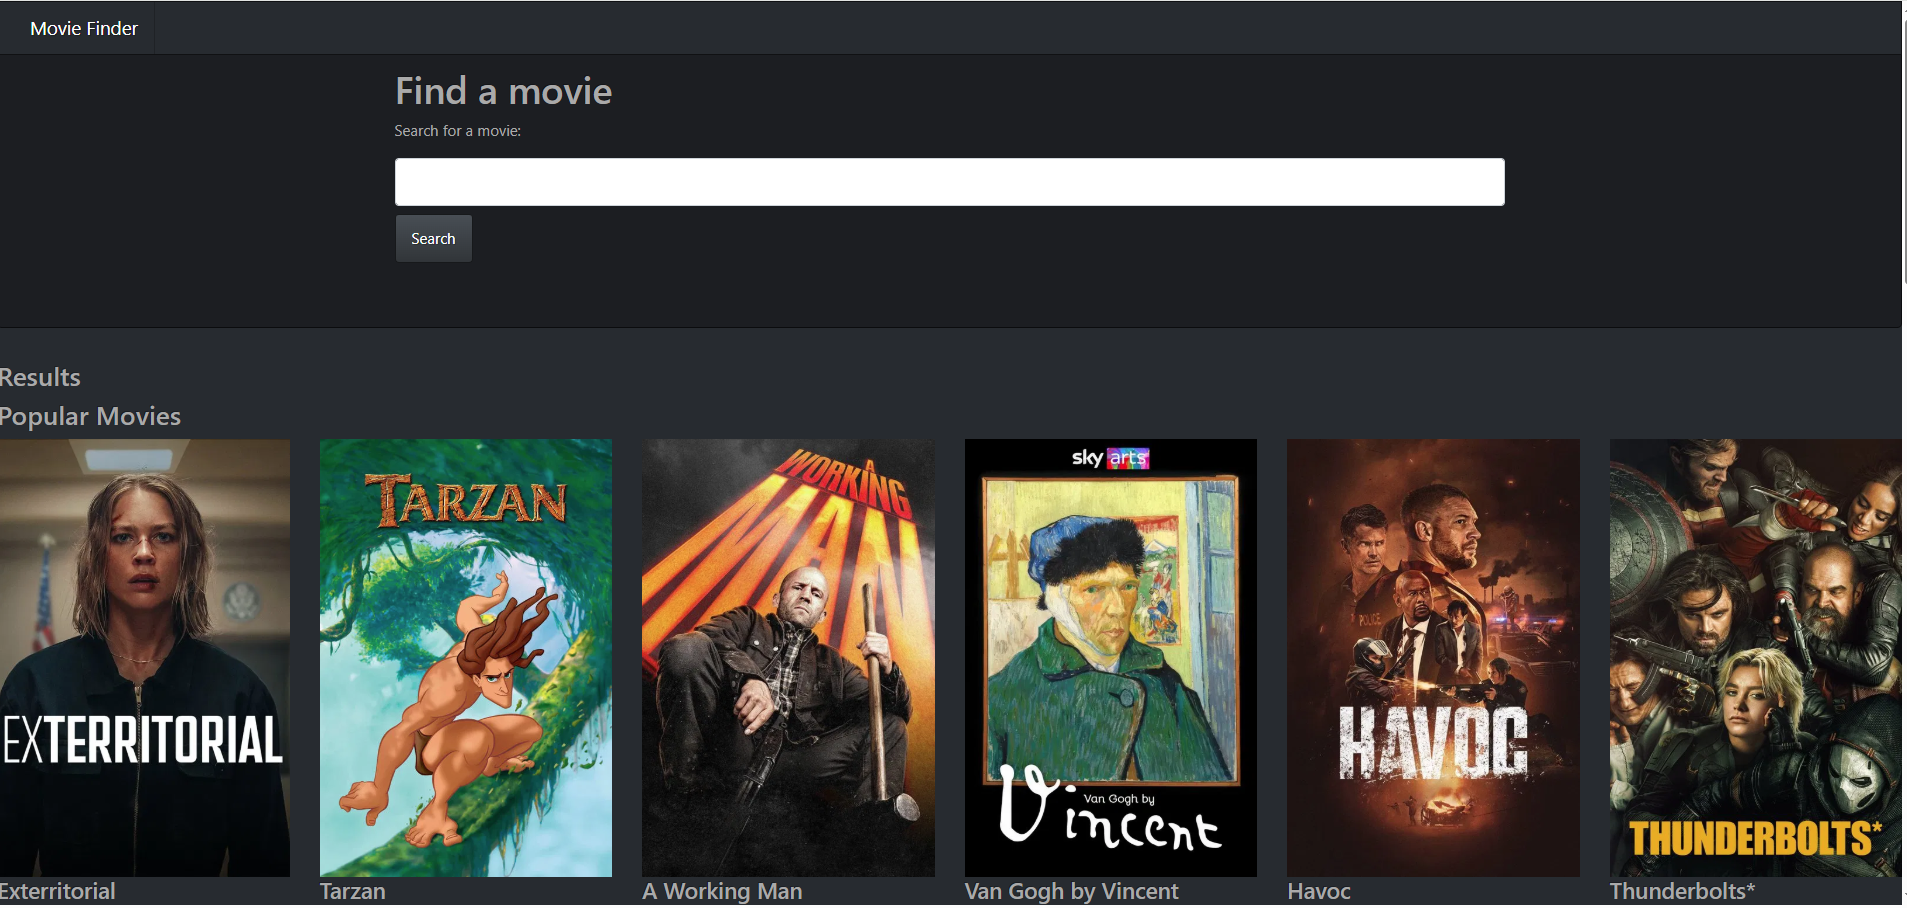 Movie Finder
Find a movie
Search for a movie:
Search
Results
Popular Movies
EXTERRITORIAL
TARZAN
A
WORKING
MAN
sky arts
Van Gogh by
Vincent
POLICE
HAVOC
THUNDERBOLTS*
Exterritorial
Tarzan
A Working Man
Van Gogh by Vincent
Havoc
Thunderbolts*